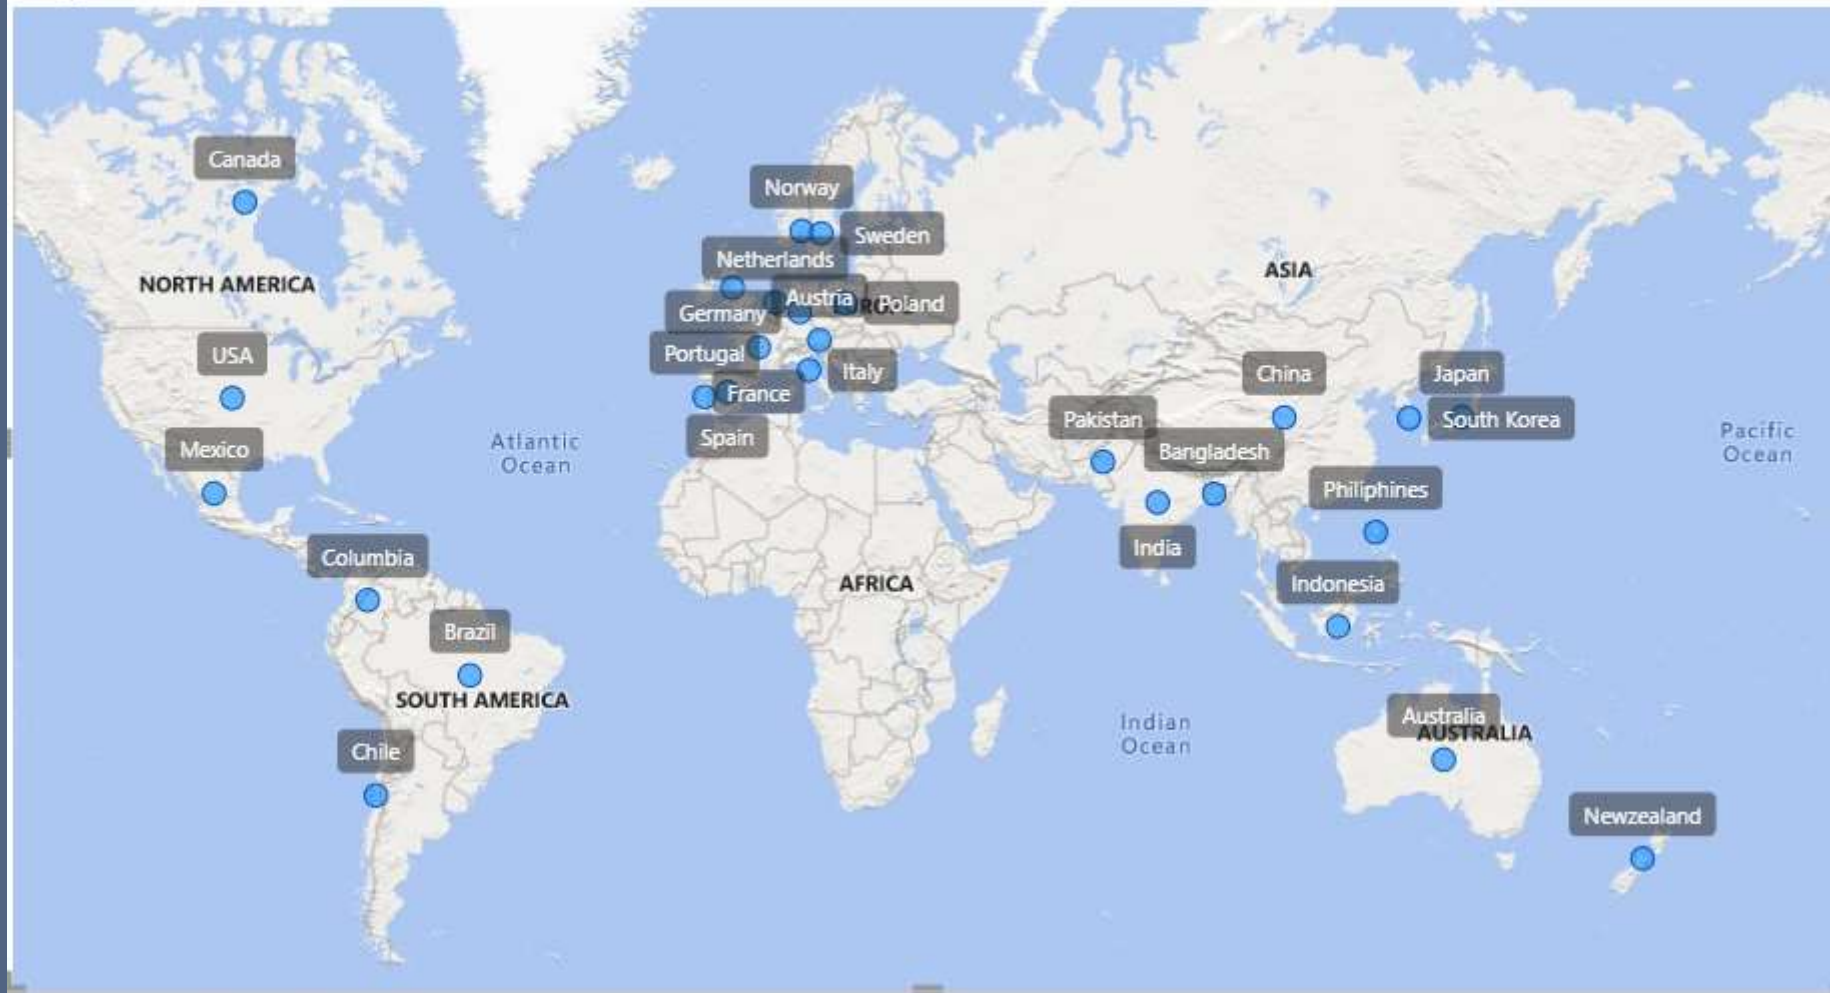 Canada
Norway
Sweden
Netherlands
NORTH AMERICA
ASIA
Austria
Poland
Germany
USA
Portugal
Italy
China
Japan
France
Pakistan
South Korea
Spain
Mexico
Bangladesh
Atlantic
Ocean
Pacific
Ocean
Philiphines
India
Columbia
AFRICA
Indonesia
Brazil
SOUTH AMERICA
Australia
AUSTRALIA
Indian
Ocean
Chile
Newzealand